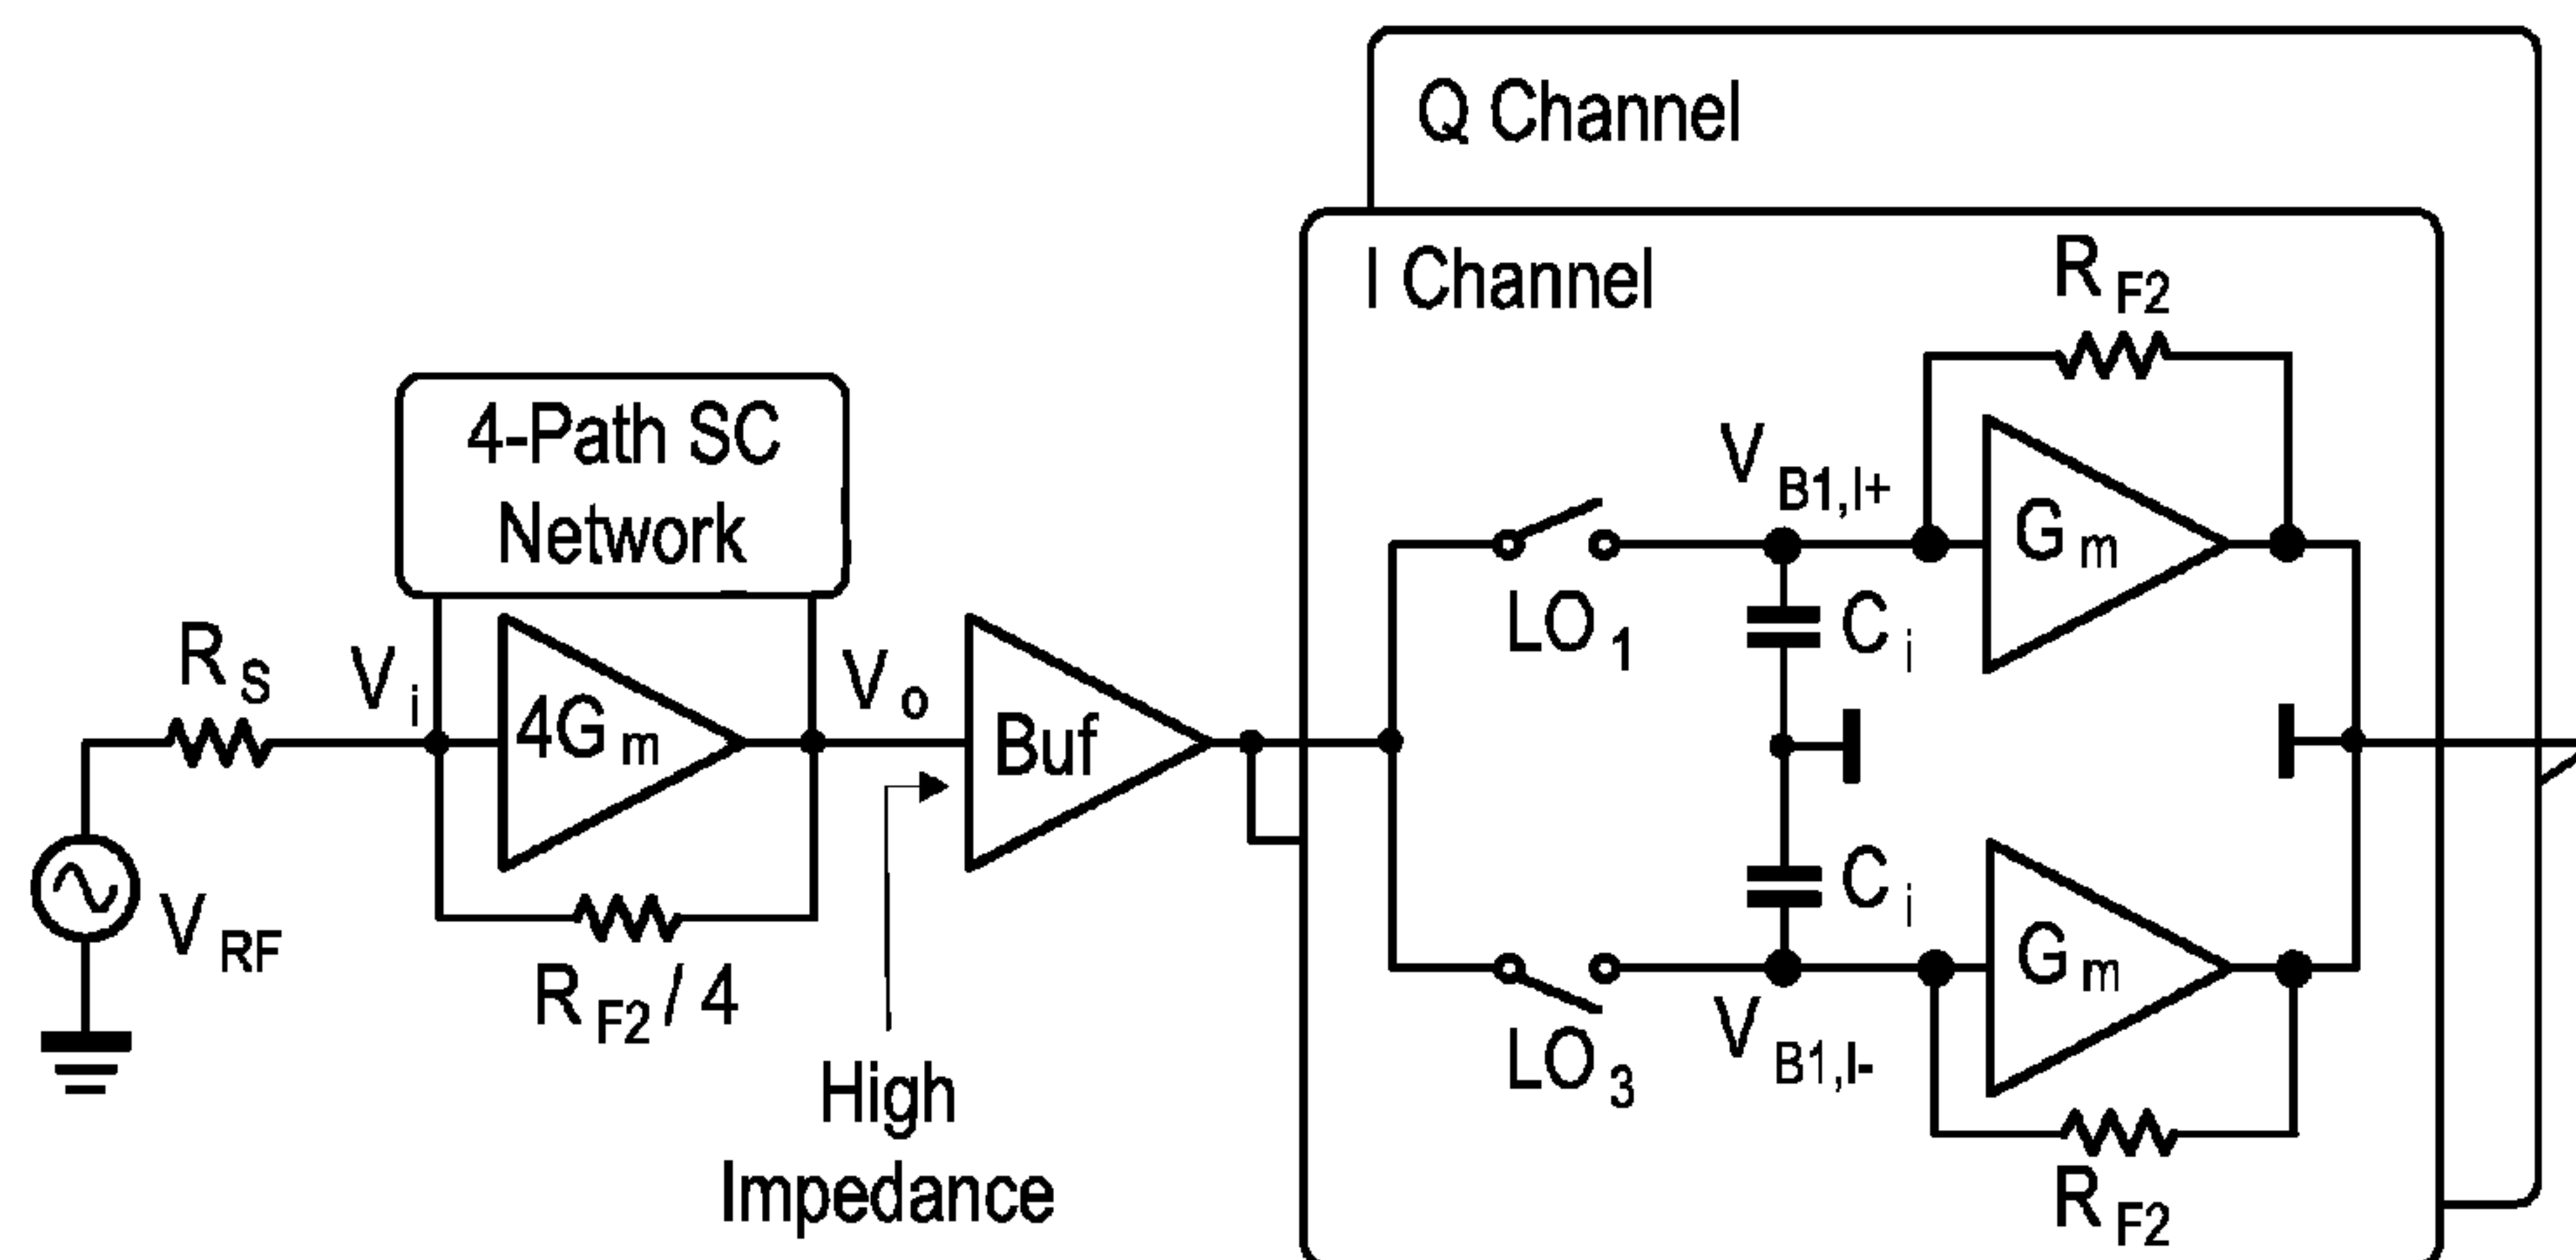 Q Channel
I Channel
R F2
4-Path SC
Network
V B1,I+
G m
R S
V i
4G m
V o
Buf
LO 1
C i
V RF
R F2 / 4
High
Impedance
C i
G m
LO 3
V B1,I-
R F2